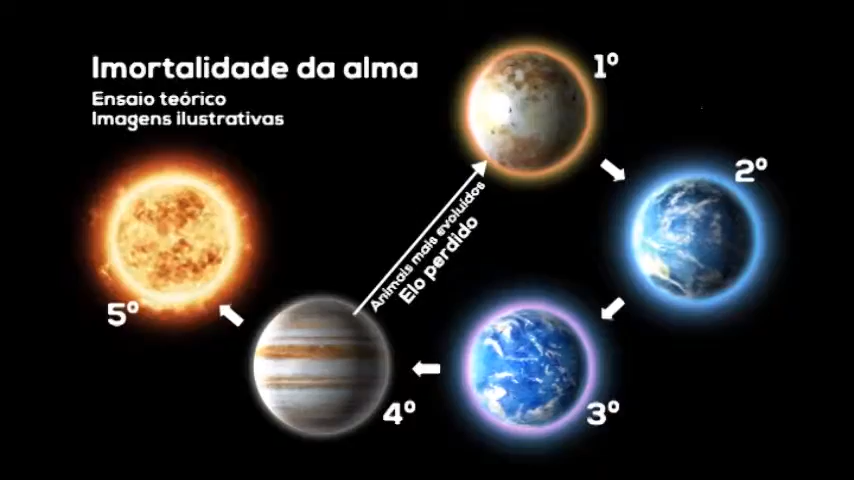 Imortalidade da alma
Ensaio teórico
Imagens ilustrativas
1º
2º
Animais mais evoluídos
Elo perdido
5º
4º
3º